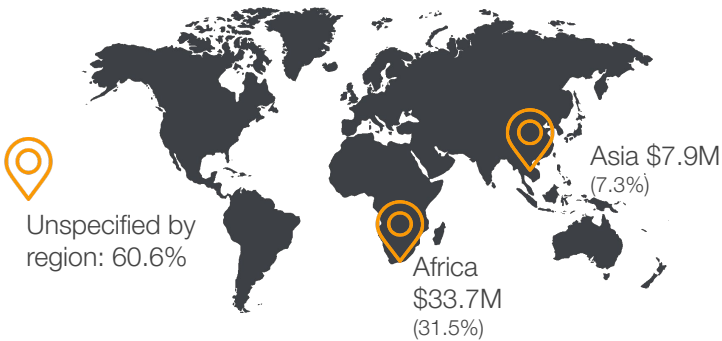 Asia $7.9M
(7.3%)
Unspecified by
region: 60.6%
Africa
$33.7M
(31.5%)